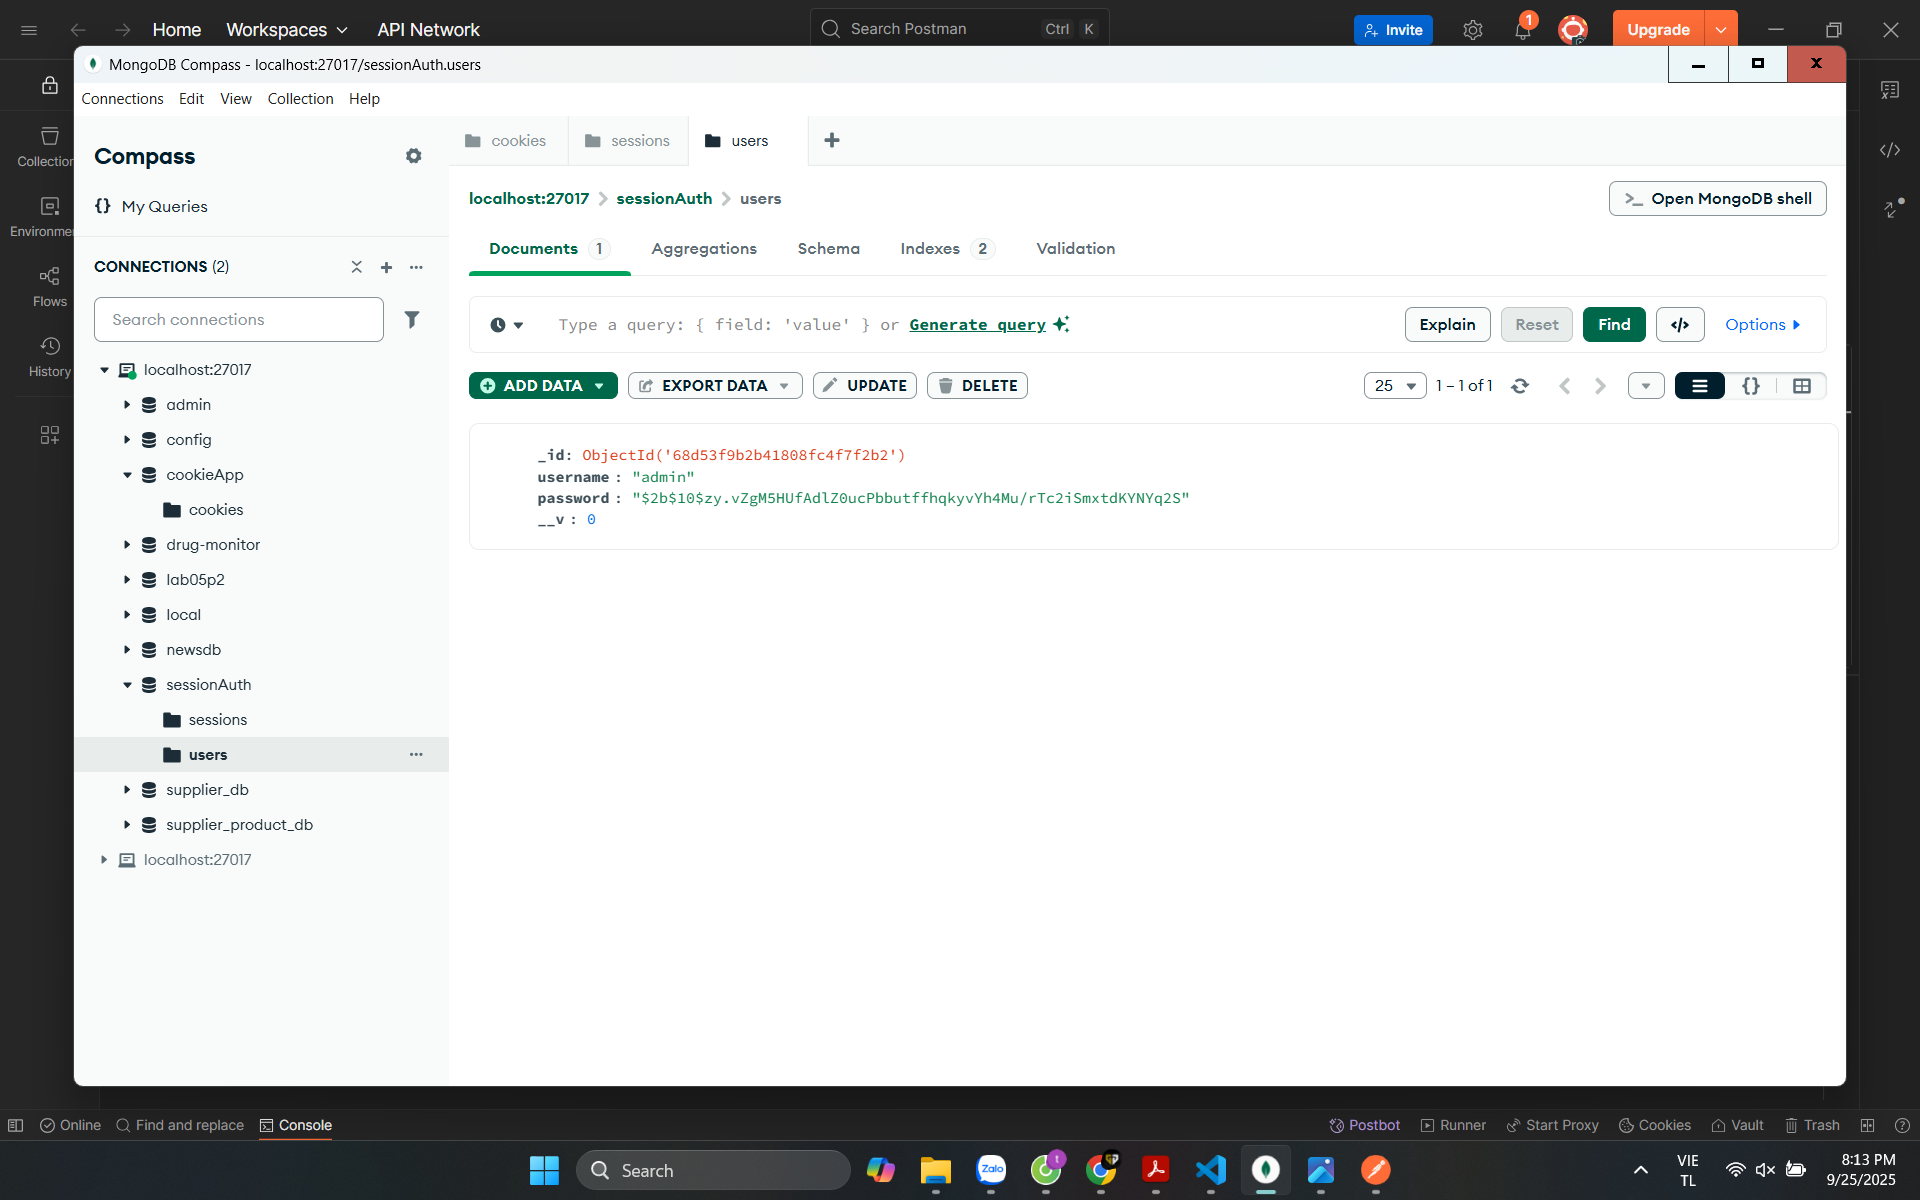 Home
Workspaces
API Network
Search Postman
Ctrl
K
Invite
1
Upgrade
MongoDB Compass - localhost:27017/sessionAuth.users
Connections
Edit
View
Collection
Help
Collection
Environme
Flows
History
Compass
My Queries
CONNECTIONS (2)
Search connections
localhost:27017
admin
config
cookieApp
cookies
drug-monitor
lab05p2
local
newsdb
sessionAuth
sessions
users
supplier_db
supplier_product_db
localhost:27017
cookies
sessions
users
localhost:27017
sessionAuth
users
>_ Open MongoDB shell
Documents 1
Aggregations
Schema
Indexes 2
Validation
Type a query: { field: 'value' } or Generate query
Explain
Reset
Find
</>
Options
ADD DATA
EXPORT DATA
UPDATE
DELETE
25
1 – 1 of 1
{}
_id: ObjectId('68d53f9b2b41808fc4f7f2b2')
username : "admin"
password : "$2b$10$zy.vZgM5HUfAdlZ0ucPbbutffhqkyvYh4Mu/rTc2iSmxtdKYNYq2S"
__v : 0
Online
Find and replace
Console
Postbot
Runner
Start Proxy
Cookies
Vault
Trash
Search
Zalo
t
VIE
TL
8:13 PM
9/25/2025